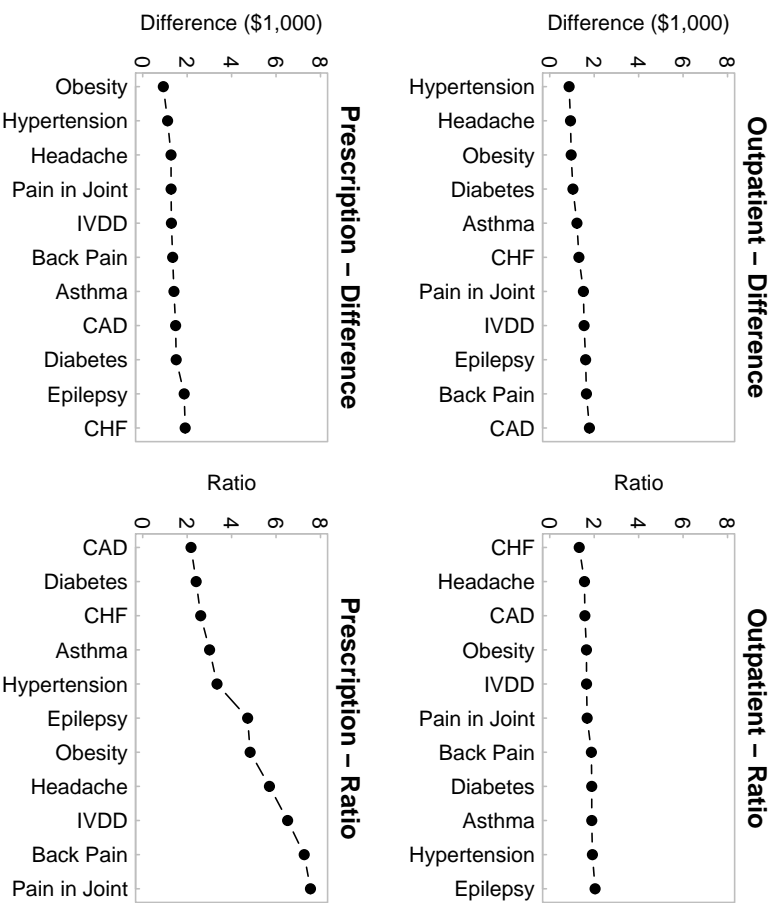 Difference ($1,000)
0 2 4 6 8
Obesity
Hypertension
Headache
Pain in Joint
IVDD
Back Pain
Asthma
CAD
Diabetes
Epilepsy
CHF
Prescription – Difference
Difference ($1,000)
0 2 4 6 8
Hypertension
Headache
Obesity
Diabetes
Asthma
CHF
Pain in Joint
IVDD
Epilepsy
Back Pain
CAD
Outpatient – Difference
Ratio
0 2 4 6 8
CAD
Diabetes
CHF
Asthma
Hypertension
Epilepsy
Obesity
Headache
IVDD
Back Pain
Pain in Joint
Prescription – Ratio
Ratio
0 2 4 6 8
CHF
Headache
CAD
Obesity
IVDD
Pain in Joint
Back Pain
Diabetes
Asthma
Hypertension
Epilepsy
Outpatient – Ratio